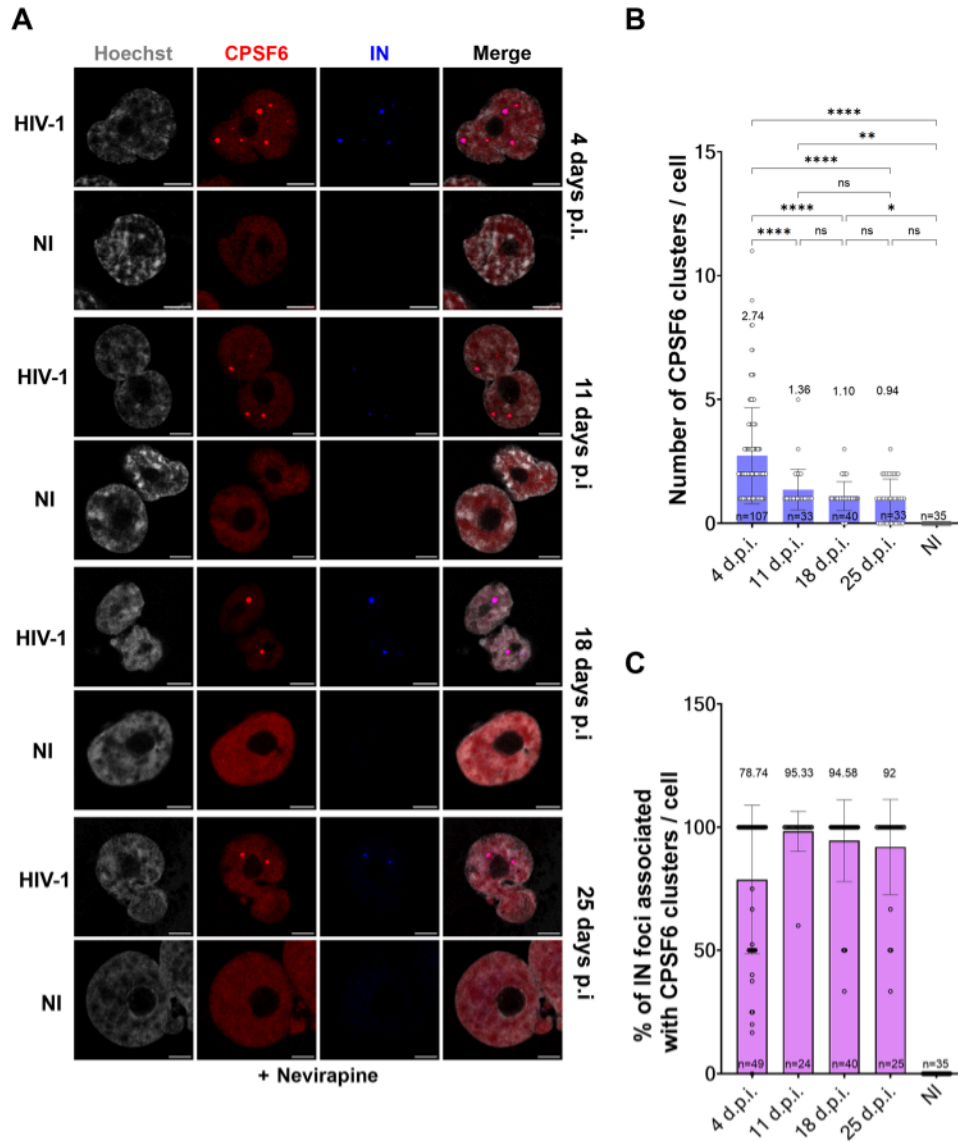 A
Hoechst CPSF6 IN Merge
HIV-1
NI
4 days p.i.
HIV-1
NI
11 days p.i
HIV-1
NI
18 days p.i
HIV-1
NI
25 days p.i
+ Nevirapine
B
Number of CPSF6 clusters / cell
****
**
****
ns
**** *
**** ns ns ns
15
10
5
0
2.74 1.36 1.10 0.94
n=107 n=33 n=40 n=33 n=35
4 d.p.i. 11 d.p.i. 18 d.p.i. 25 d.p.i. NI
C
% of IN foci associated
with CPSF6 clusters / cell
150
100
50
0
78.74 95.33 94.58 92
n=49 n=24 n=40 n=25 n=35
4 d.p.i. 11 d.p.i. 18 d.p.i. 25 d.p.i. NI